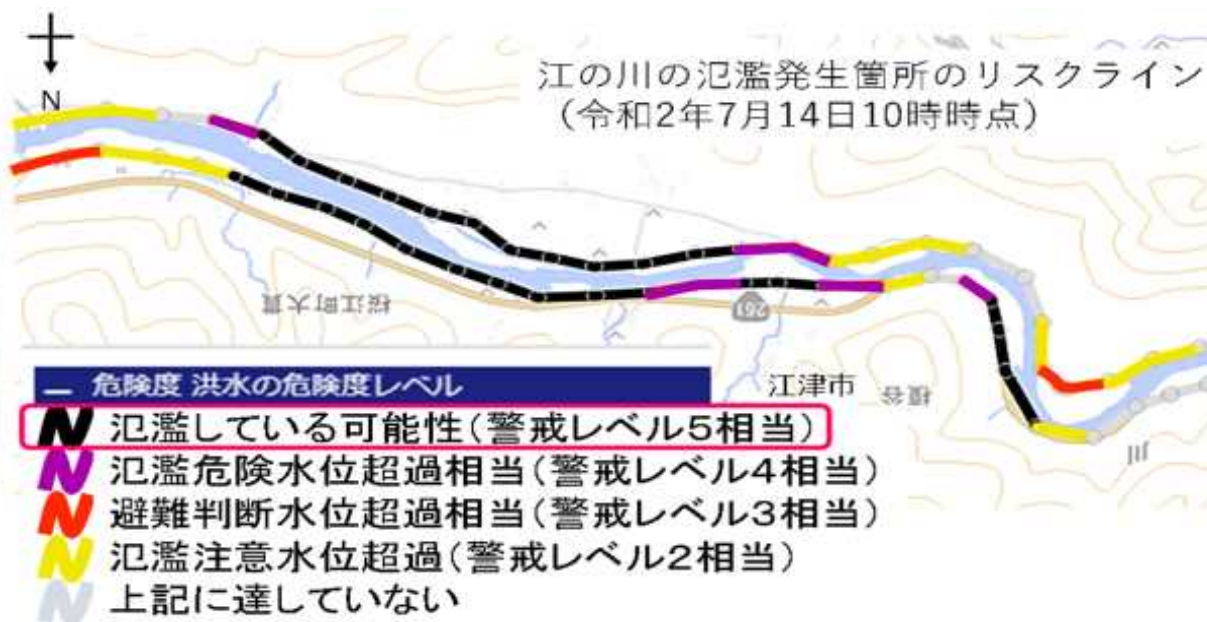 N
江の川の氾濫発生箇所のリスクライン
（令和2年7月14日10時時点）
桜江町大貫
261
江津市
榎谷
川
危険度 洪水の危険度レベル
氾濫している可能性（警戒レベル5相当）
氾濫危険水位超過相当（警戒レベル4相当）
避難判断水位超過相当（警戒レベル3相当）
氾濫注意水位超過（警戒レベル2相当）
上記に達していない